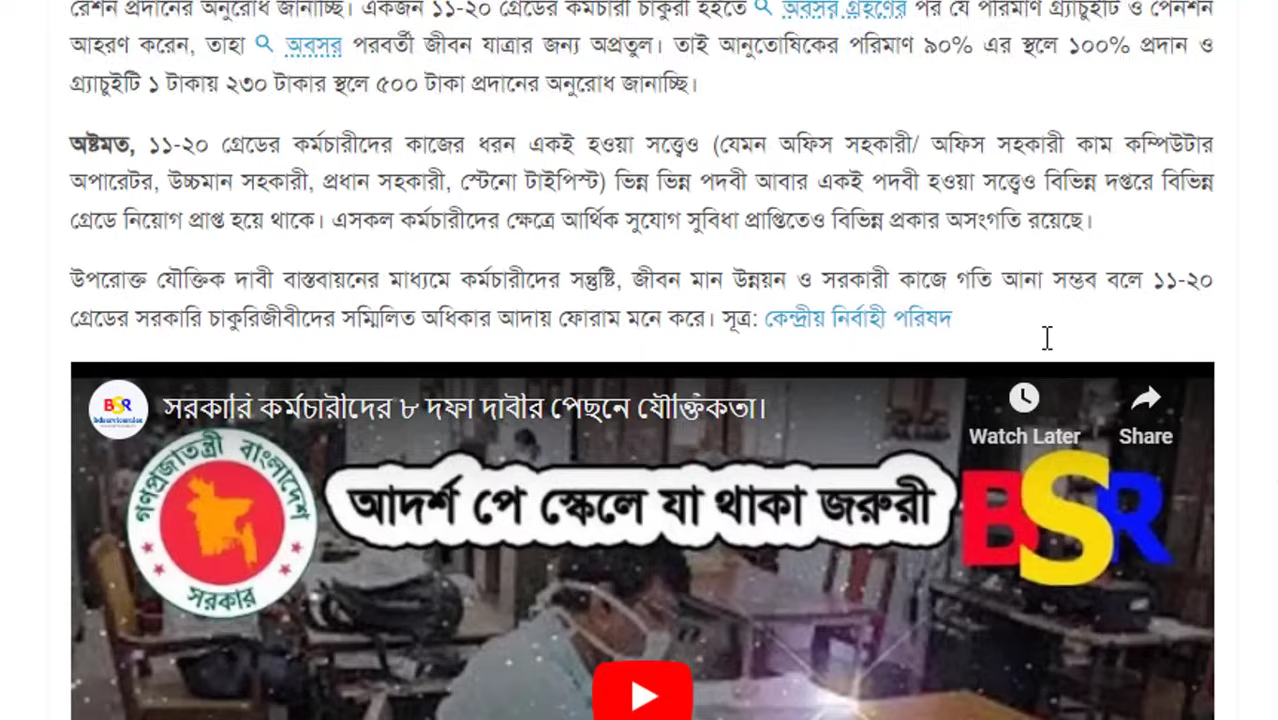 রেশন প্রদানের অনুরোধ জানাচ্ছি। একজন ১১-২০ গ্রেডের কর্মচারী চাকুরী হইতে অবসর গ্রহণের পর যে পরিমাণ গ্র্যাচুইটি ও পেনশন
আহরণ করেন, তাহা অবসর পরবর্তী জীবন যাত্রার জন্য অপ্রতুল। তাই আনুতোষিকের পরিমাণ ৯০% এর স্থলে ১০০% প্রদান ও
গ্র্যাচুইটি ১ টাকায় ২৩০ টাকার স্থলে ৫০০ টাকা প্রদানের অনুরোধ জানাচ্ছি।
অষ্টমত, ১১-২০ গ্রেডের কর্মচারীদের কাজের ধরন একই হওয়া সত্ত্বেও (যেমন অফিস সহকারী/ অফিস সহকারী কাম কম্পিউটার
অপারেটর, উচ্চমান সহকারী, প্রধান সহকারী, স্টেনো টাইপিস্ট) ভিন্ন ভিন্ন পদবী আবার একই পদবী হওয়া সত্ত্বেও বিভিন্ন দপ্তরে বিভিন্ন
গ্রেডে নিয়োগ প্রাপ্ত হয়ে থাকে। এসকল কর্মচারীদের ক্ষেত্রে আর্থিক সুযোগ সুবিধা প্রাপ্তিতেও বিভিন্ন প্রকার অসংগতি রয়েছে।
উপরোক্ত যৌক্তিক দাবী বাস্তবায়নের মাধ্যমে কর্মচারীদের সন্তুষ্টি, জীবন মান উন্নয়ন ও সরকারী কাজে গতি আনা সম্ভব বলে ১১-২০
গ্রেডের সরকারি চাকুরিজীবীদের সম্মিলিত অধিকার আদায় ফোরাম মনে করে। সূত্র: কেন্দ্রীয় নির্বাহী পরিষদ
BSR
সরকারি কর্মচারীদের ৮ দফা দাবীর পেছনে যৌক্তিকতা।
Watch Later
Share
গণপ্রজাতন্ত্রী বাংলাদেশ
সরকার
আদর্শ পে স্কেলে যা থাকা জরুরী
BSR